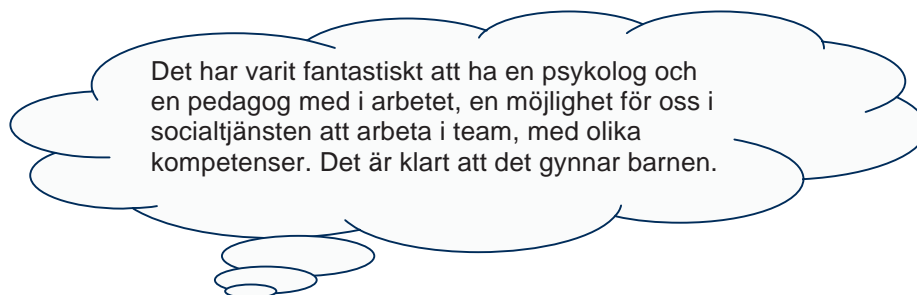 Det har varit fantastiskt att ha en psykolog och
en pedagog med i arbetet, en möjlighet för oss i
socialtjänsten att arbeta i team, med olika
kompetenser. Det är klart att det gynnar barnen.